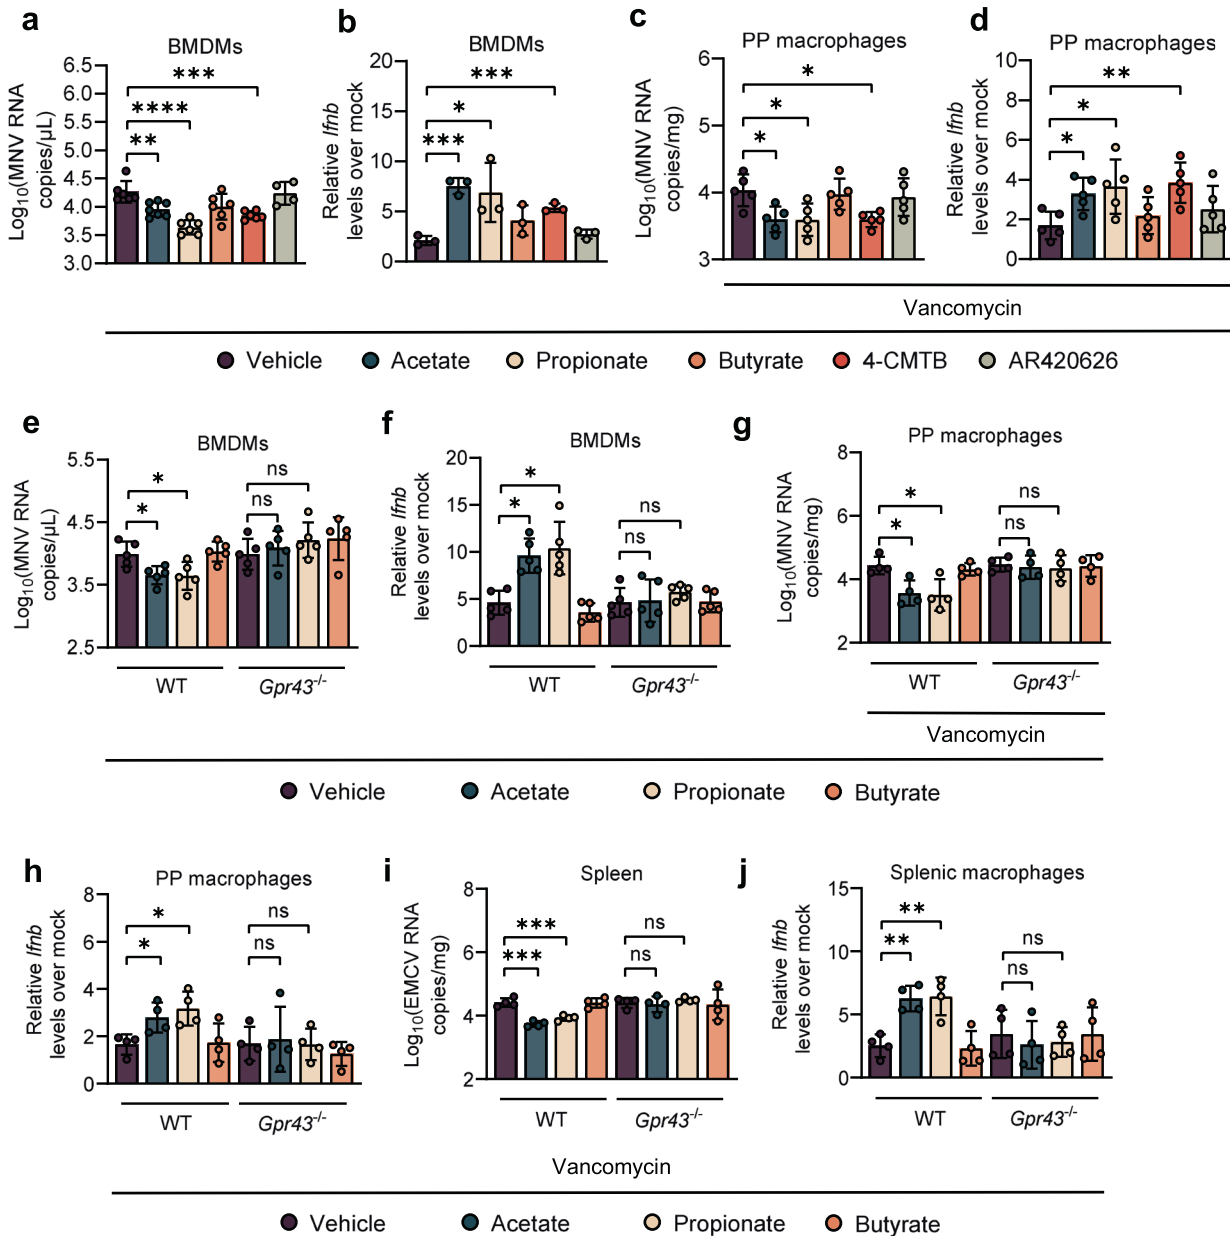 a
BMDMs
Log10(MNV RNA
copies/µL)
6.5
6.0
5.5
5.0
4.5
4.0
3.5
3.0
***
****
**
b
BMDMs
Relative Ifnb
levels over mock
20
15
10
5
0
***
*
***
c
PP macrophages
Log10(MNV RNA
copies/mg)
6
5
4
3
*
*
*
d
PP macrophages
Relative Ifnb
levels over mock
10
8
6
4
2
0
**
*
*
Vancomycin
Vehicle Acetate Propionate Butyrate 4-CMTB AR420626
e
BMDMs
Log10(MNV RNA
copies/µL)
5.5
4.5
3.5
2.5
*
*
ns
ns
WT Gpr43-/-
f
BMDMs
Relative Ifnb
levels over mock
20
15
10
5
0
*
*
ns
ns
WT Gpr43-/-
g
PP macrophages
Log10(MNV RNA
copies/mg)
8
6
4
2
*
*
ns
ns
WT Gpr43-/-
Vancomycin
Vehicle Acetate Propionate Butyrate
h
PP macrophages
Relative Ifnb
levels over mock
8
6
4
2
0
*
*
ns
ns
WT Gpr43-/-
i
Spleen
Log10(EMCV RNA
copies/mg)
8
6
4
2
***
***
ns
ns
WT Gpr43-/-
j
Splenic macrophages
Relative Ifnb
levels over mock
15
10
5
0
**
**
ns
ns
WT Gpr43-/-
Vancomycin
Vehicle Acetate Propionate Butyrate